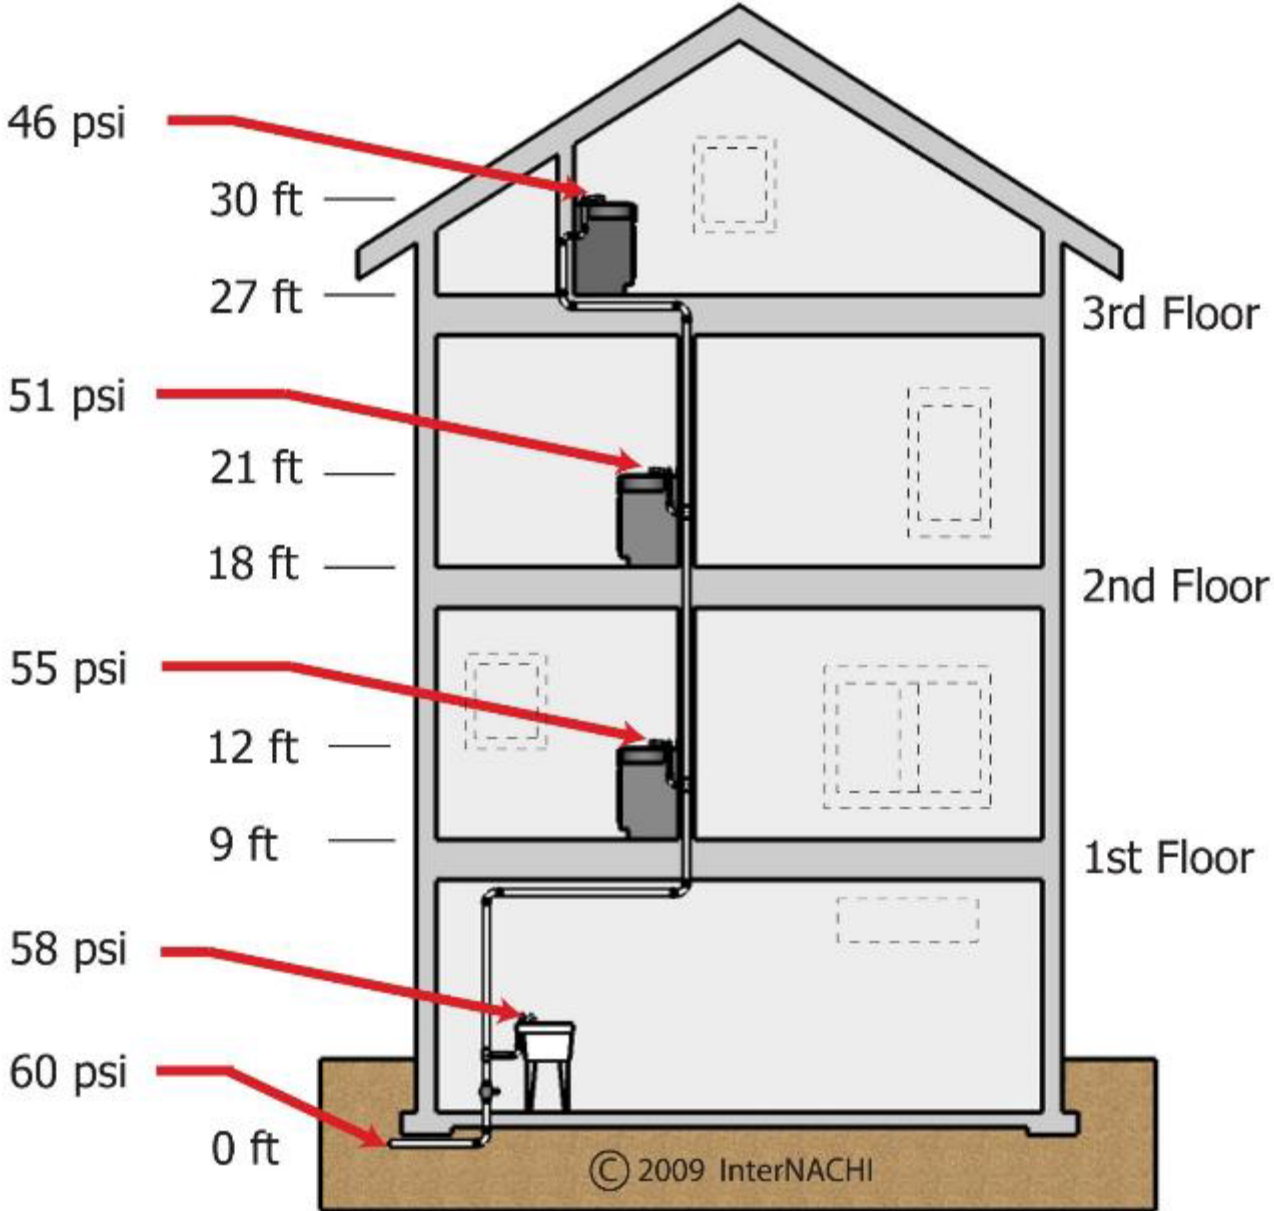 46 psi
30 ft
27 ft
3rd Floor
51 psi
21 ft
18 ft
2nd Floor
55 psi
12 ft
9 ft
1st Floor
58 psi
60 psi
0 ft
© 2009 InterNACHI